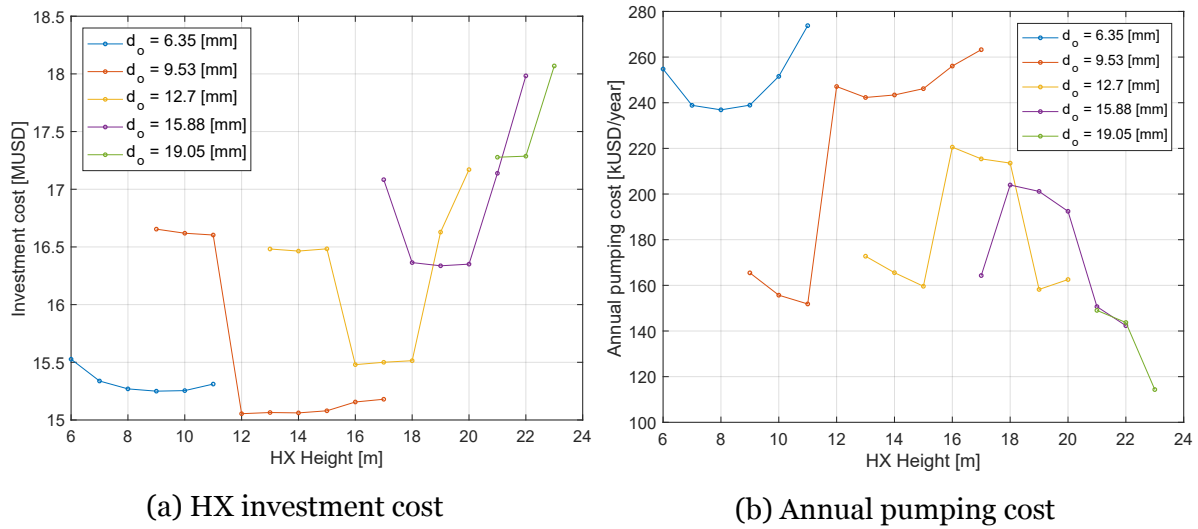 18.5
18
17.5
17
16.5
16
15.5
15
Investment cost [MUSD]
d_o = 6.35 [mm]
d_o = 9.53 [mm]
d_o = 12.7 [mm]
d_o = 15.88 [mm]
d_o = 19.05 [mm]
6 8 10 12 14 16 18 20 22 24
HX Height [m]
(a) HX investment cost
280
260
240
220
200
180
160
140
120
100
Annual pumping cost [kUSD/year]
d_o = 6.35 [mm]
d_o = 9.53 [mm]
d_o = 12.7 [mm]
d_o = 15.88 [mm]
d_o = 19.05 [mm]
6 8 10 12 14 16 18 20 22 24
HX Height [m]
(b) Annual pumping cost